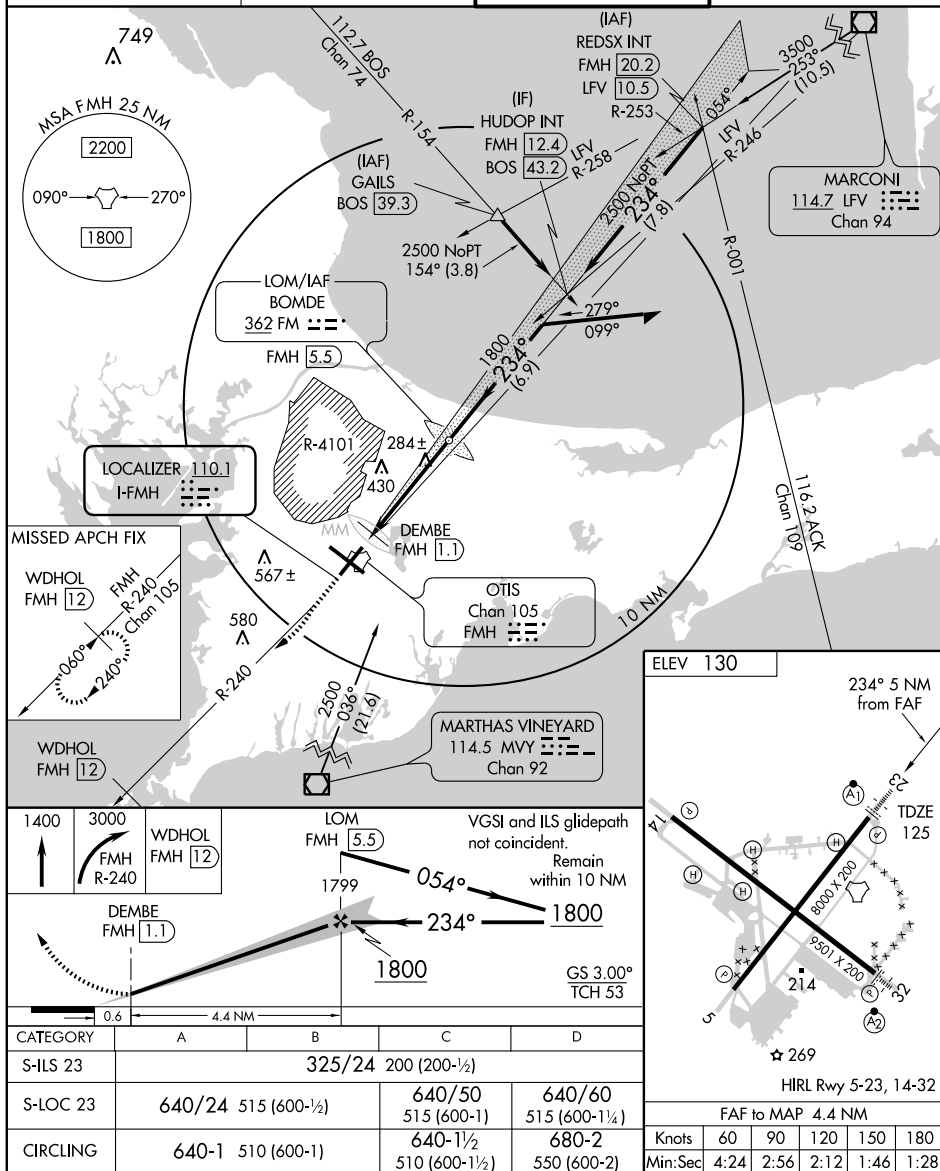 749
MSA FMH 25 NM
2200
090°
270°
1800
112.7 BOS
Chan 74
R-154
(IAF)
GAILS
BOS 39.3
2500 NoPT
154° (3.8)
(IF)
HUDOP INT
FMH 12.4
BOS 43.2
LFV
R-258
(IAF)
REDSX INT
FMH 20.2
LFV 10.5
R-253
054°
3500
253°
(10.5)
LFV
R-246
MARCONI
114.7 LFV
Chan 94
2500 NoPT
234°
(7.8)
R-001
116.2 ACK
Chan 109
279°
099°
1800
234°
(6.9)
LOM/IAF
BOMDE
362 FM
FMH 5.5
R-4101
284±
430
LOCALIZER 110.1
I-FMH
MM
DEMBE
FMH 1.1
567±
580
OTIS
Chan 105
FMH
10 NM
MISSED APCH FIX
WDHOL
FMH 12
FMH
R-240
Chan 105
060°
240°
R-240
WDHOL
FMH 12
2500
036°
(21.6)
MARTHAS VINEYARD
114.5 MVY
Chan 92
ELEV 130
234° 5 NM
from FAF
A1
23
TDZE
125
P
P
14
H
H
H
8000 X 200
9501 X 200
P
P
5
32
A2
214
269
HIRL Rwy 5-23, 14-32
1400
3000
FMH
R-240
WDHOL
FMH 12
LOM
FMH 5.5
1799
054°
234°
1800
1800
VGSI and ILS glidepath
not coincident.
Remain
within 10 NM
GS 3.00°
TCH 53
DEMBE
FMH 1.1
0.6
4.4 NM
CATEGORY A B C D
S-ILS 23 325/24 200 (200-½)
S-LOC 23 640/24 515 (600-½) 640/50 515 (600-1) 640/60 515 (600-1¼)
CIRCLING 640-1 510 (600-1) 640-1½ 510 (600-1½) 680-2 550 (600-2)
FAF to MAP 4.4 NM
Knots 60 90 120 150 180
Min:Sec 4:24 2:56 2:12 1:46 1:28